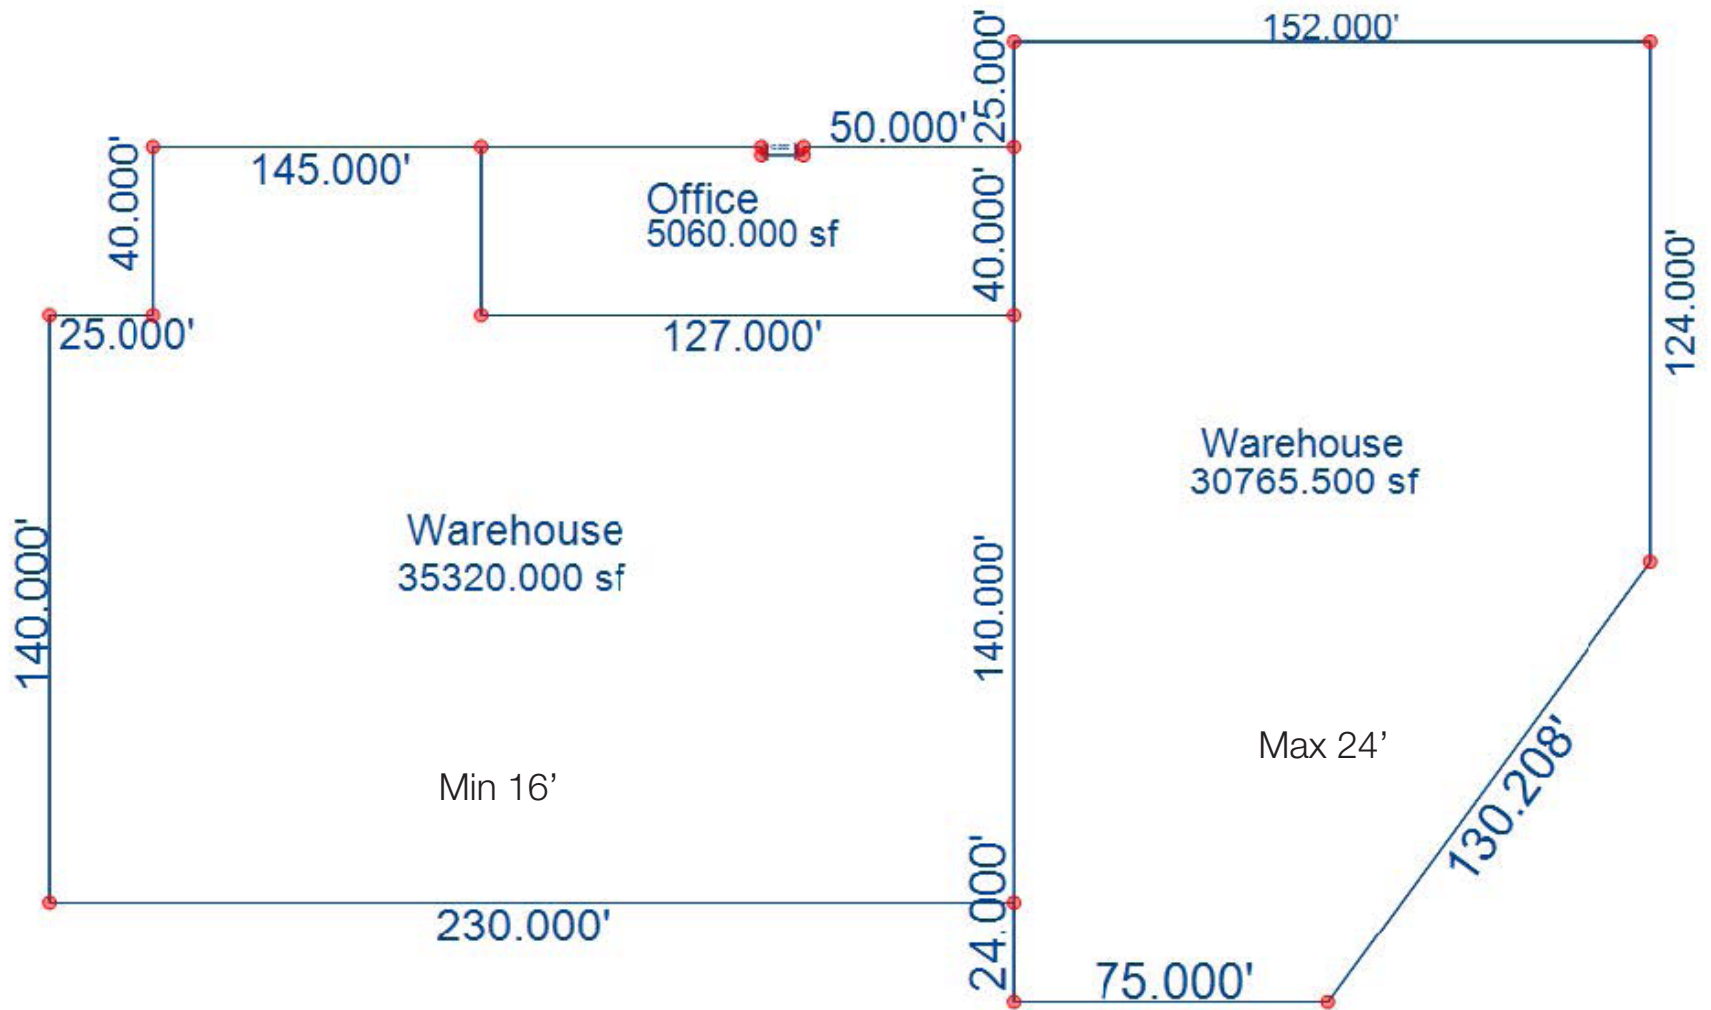 152.000'
25.000'
50.000'
145.000'
40.000'
Office
5060.000 sf
40.000'
124.000'
25.000'
127.000'
Warehouse
30765.500 sf
Warehouse
35320.000 sf
140.000'
140.000'
Max 24’
130.208'
Min 16’
24.000'
230.000'
75.000'